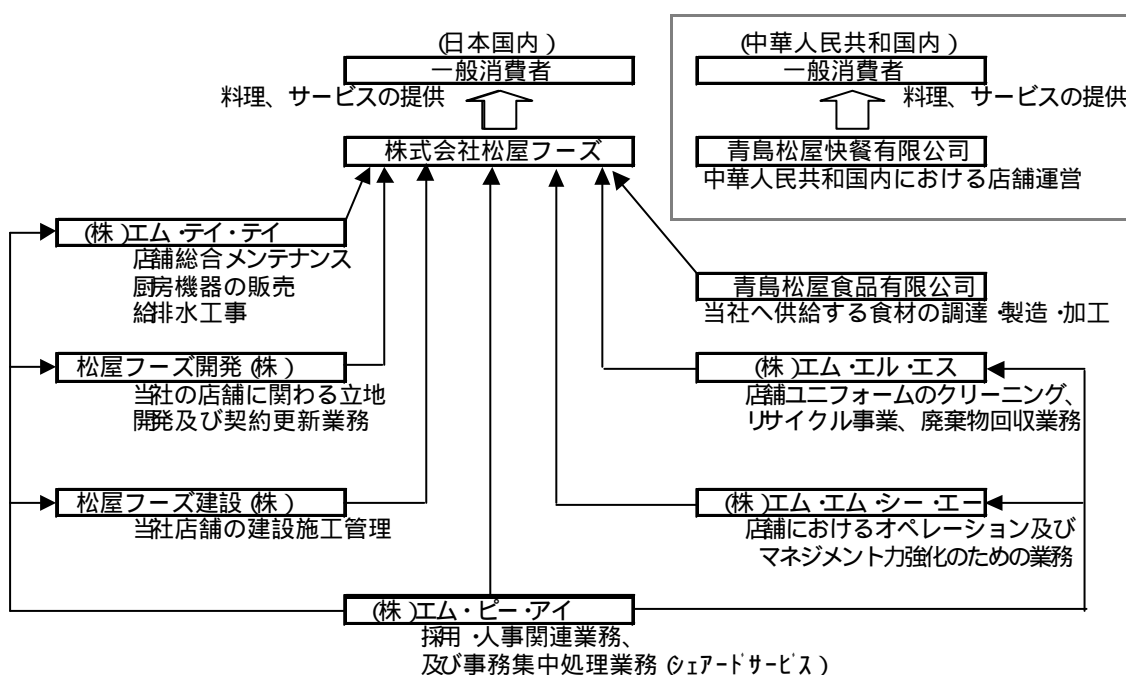 (日本国内)
一般消費者
料理、サービスの提供
株式会社松屋フーズ
(中華人民共和国内)
一般消費者
料理、サービスの提供
青島松屋快餐有限公司
中華人民共和国内における店舗運営
(株)エム・テイ・テイ
店舗総合メンテナンス
厨房機器の販売
給排水工事
青島松屋食品有限公司
当社へ供給する食材の調達・製造・加工
松屋フーズ開発(株)
当社の店舗に関わる立地
開発及び契約更新業務
(株)エム・エル・エス
店舗ユニフォームのクリーニング、
リサイクル事業、廃棄物回収業務
松屋フーズ建設(株)
当社店舗の建設施工管理
(株)エム・エム・シー・エー
店舗におけるオペレーション及び
マネジメント力強化のための業務
(株)エム・ピー・アイ
採用・人事関連業務、
及び事務集中処理業務(シェアードサービス)